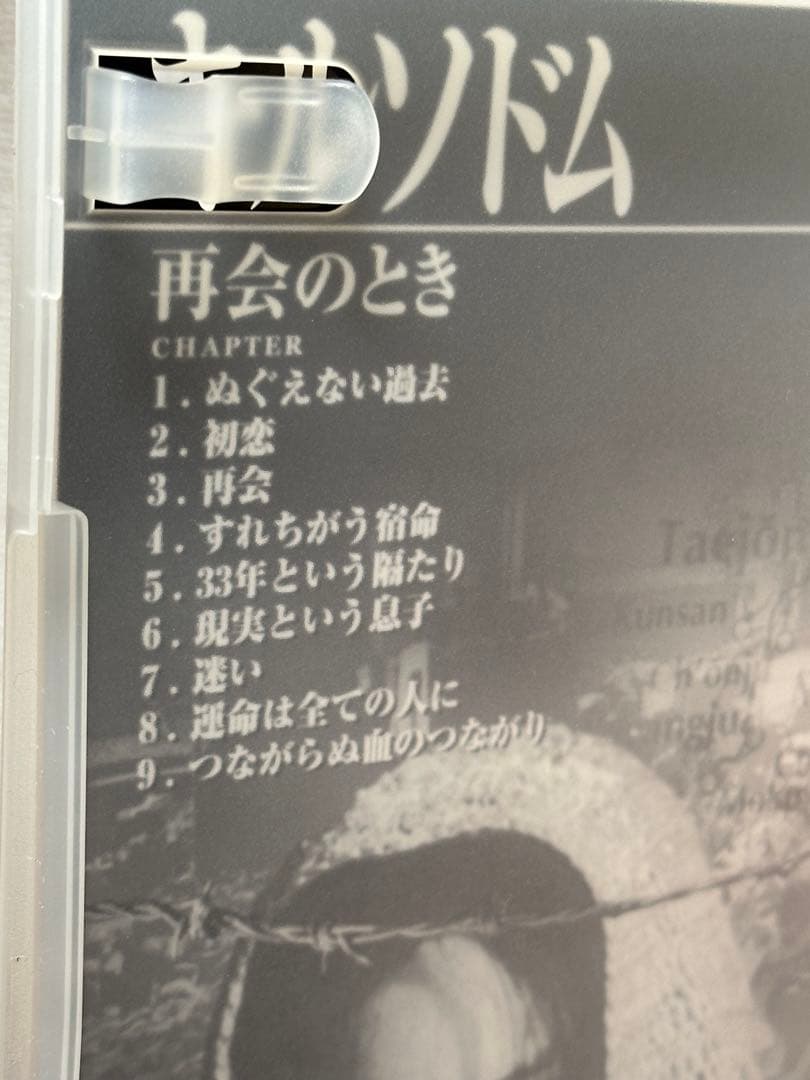 ソドム
再会のとき
CHAPTER
1.ぬぐえない過去
2.初恋
3.再会
4.すれちがう宿命
5.33年という隔たり
6.現実という息子
7.迷い
8.運命は全ての人に
9.つながらぬ血のつながり
Taejŏn
Kunsan